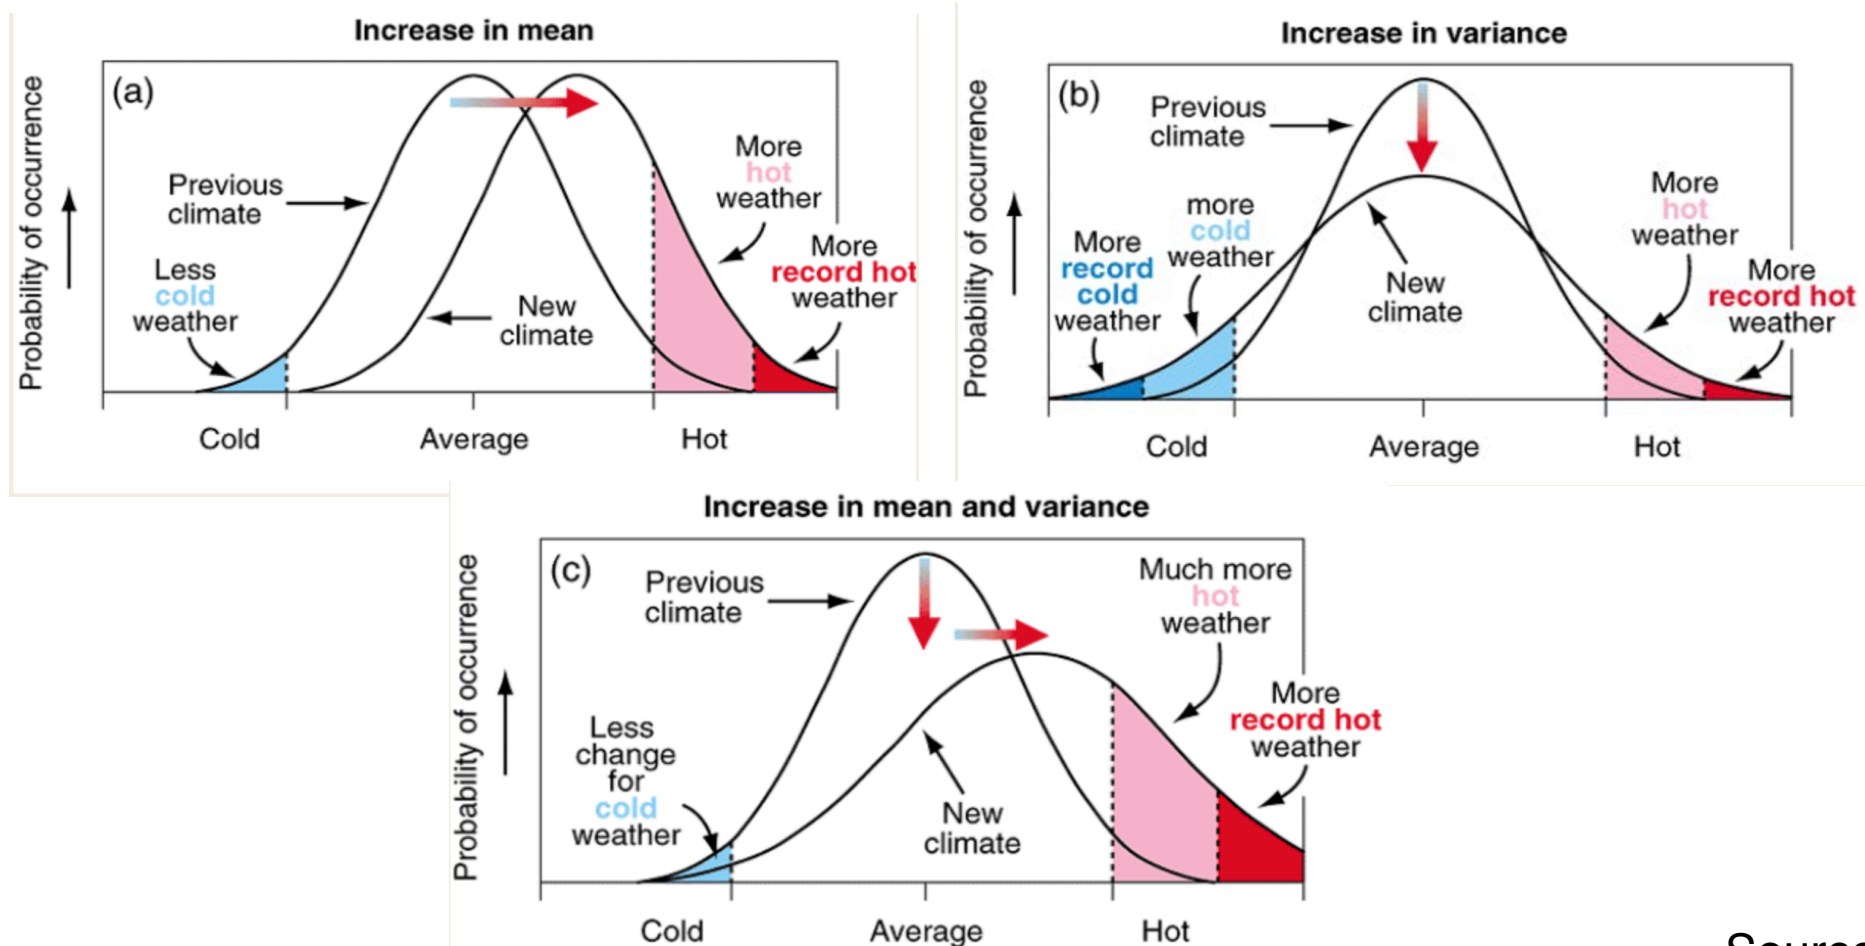 Increase in mean
(a)
Probability of occurrence
Previous
climate
Less
cold
weather
New
climate
More
hot
weather
More
record hot
weather
Cold
Average
Hot
Increase in variance
(b)
Probability of occurrence
Previous
climate
more
cold
weather
More
record
cold
weather
New
climate
More
hot
weather
More
record hot
weather
Cold
Average
Hot
Increase in mean and variance
(c)
Probability of occurrence
Previous
climate
Less
change
for
cold
weather
New
climate
Much more
hot
weather
More
record hot
weather
Cold
Average
Hot